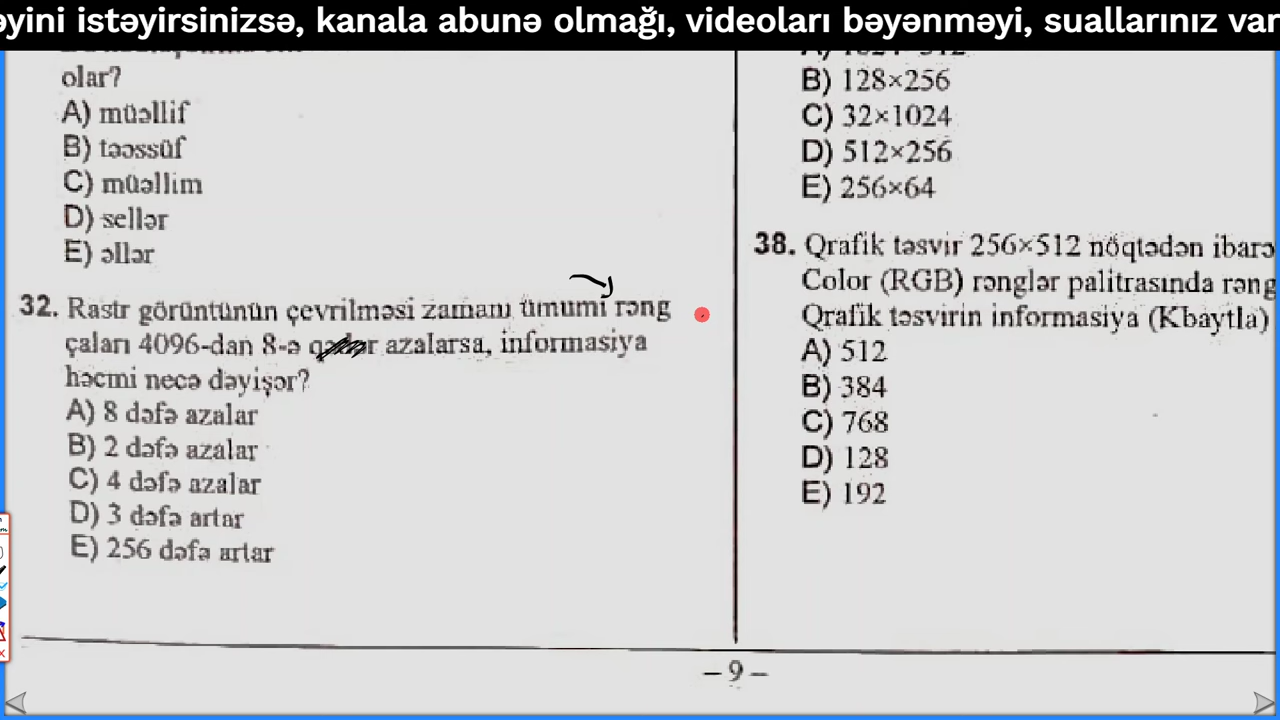 əyini istəyirsinizsə, kanala abunə olmağı, videoları bəyənməyi, suallarınız var
olar?
A) müəllif
B) təəssüf
C) müəllim
D) sellər
E) əllər
32. Rastr görüntünün çevrilməsi zamanı ümumi rəng
çaları 4096-dan 8-ə azalarsa, informasiya
həcmi necə dəyişər?
A) 8 dəfə azalar
B) 2 dəfə azalar
C) 4 dəfə azalar
D) 3 dəfə artar
E) 256 dəfə artar
B) 128×256
C) 32×1024
D) 512×256
E) 256×64
38. Qrafik təsvir 256×512 nöqtədən ibarə
Color (RGB) rənglər palitrasında rəng
Qrafik təsvirin informasiya (Kbaytla)
A) 512
B) 384
C) 768
D) 128
E) 192
– 9 –